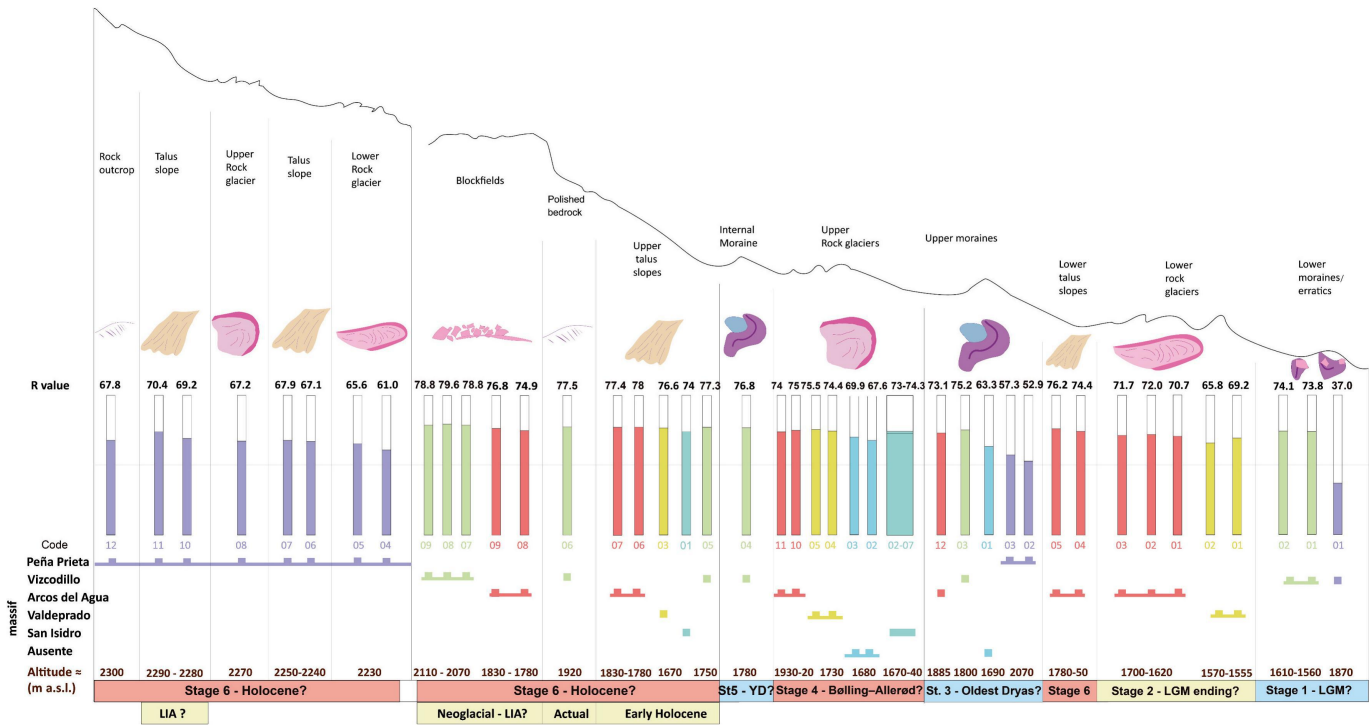 Rock outcrop
Talus slope
Upper Rock glacier
Talus slope
Lower Rock glacier
Blockfields
Polished bedrock
Upper talus slopes
Internal Moraine
Upper Rock glaciers
Upper moraines
Lower talus slopes
Lower rock glaciers
Lower moraines/ erratics
R value 67.8 70.4 69.2 67.2 67.9 67.1 65.6 61.0 78.8 79.6 78.8 76.8 74.9 77.5 77.4 78 76.6 74 77.3 76.8 74 75 75.5 74.4 69.9 67.6 73-74.3 73.1 75.2 63.3 57.3 52.9 76.2 74.4 71.7 72.0 70.7 65.8 69.2 74.1 73.8 37.0
Code 12 11 10 08 07 06 05 04 09 08 07 09 08 06 07 06 03 01 05 04 11 10 05 04 03 02 02-07 12 03 01 03 02 05 04 03 02 01 02 01 02 01 01
massif
Peña Prieta
Vizcodillo
Arcos del Agua
Valdeprado
San Isidro
Ausente
Altitude ≈ 2300 2290 - 2280 2270 2250-2240 2230 2110 - 2070 1830 - 1780 1920 1830-1780 1670 1750 1780 1930-20 1730 1680 1670-40 1885 1800 1690 2070 1780-50 1700-1620 1570-1555 1610-1560 1870
(m a.s.l.) Stage 6 - Holocene? Stage 6 - Holocene? St5 - YD? Stage 4 - Bølling–Allerød? St. 3 - Oldest Dryas? Stage 6 Stage 2 - LGM ending? Stage 1 - LGM?
LIA ? Neoglacial - LIA? Actual Early Holocene